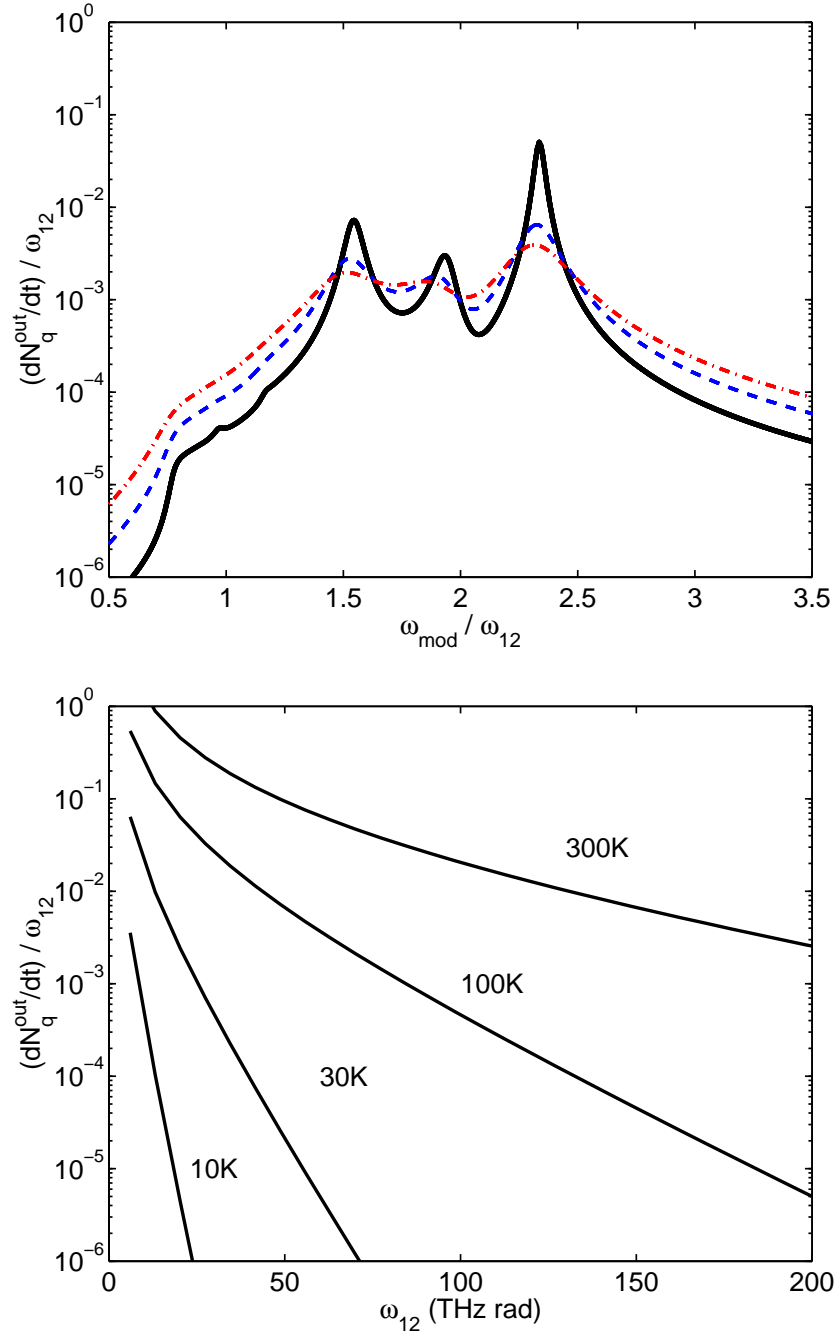 10^0
10^-1
10^-2
10^-3
10^-4
10^-5
10^-6
(dN_q^out/dt) / ω_12
0.5 1 1.5 2 2.5 3 3.5
ω_mod / ω_12
10^0
10^-1
10^-2
10^-3
10^-4
10^-5
10^-6
(dN_q^out/dt) / ω_12
300K
100K
30K
10K
0 50 100 150 200
ω_12 (THz rad)